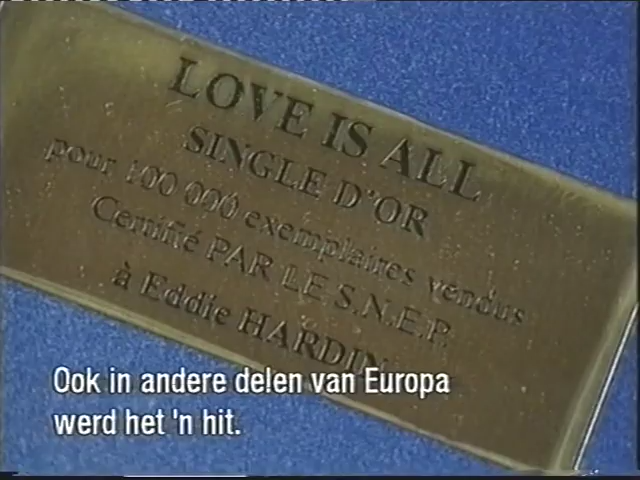 LOVE IS ALL
SINGLE D'OR
pour 100 000 exemplaires vendus
Certifié PAR LE S.N.E.P.
à Eddie HARDIN
Ook in andere delen van Europa
werd het 'n hit.